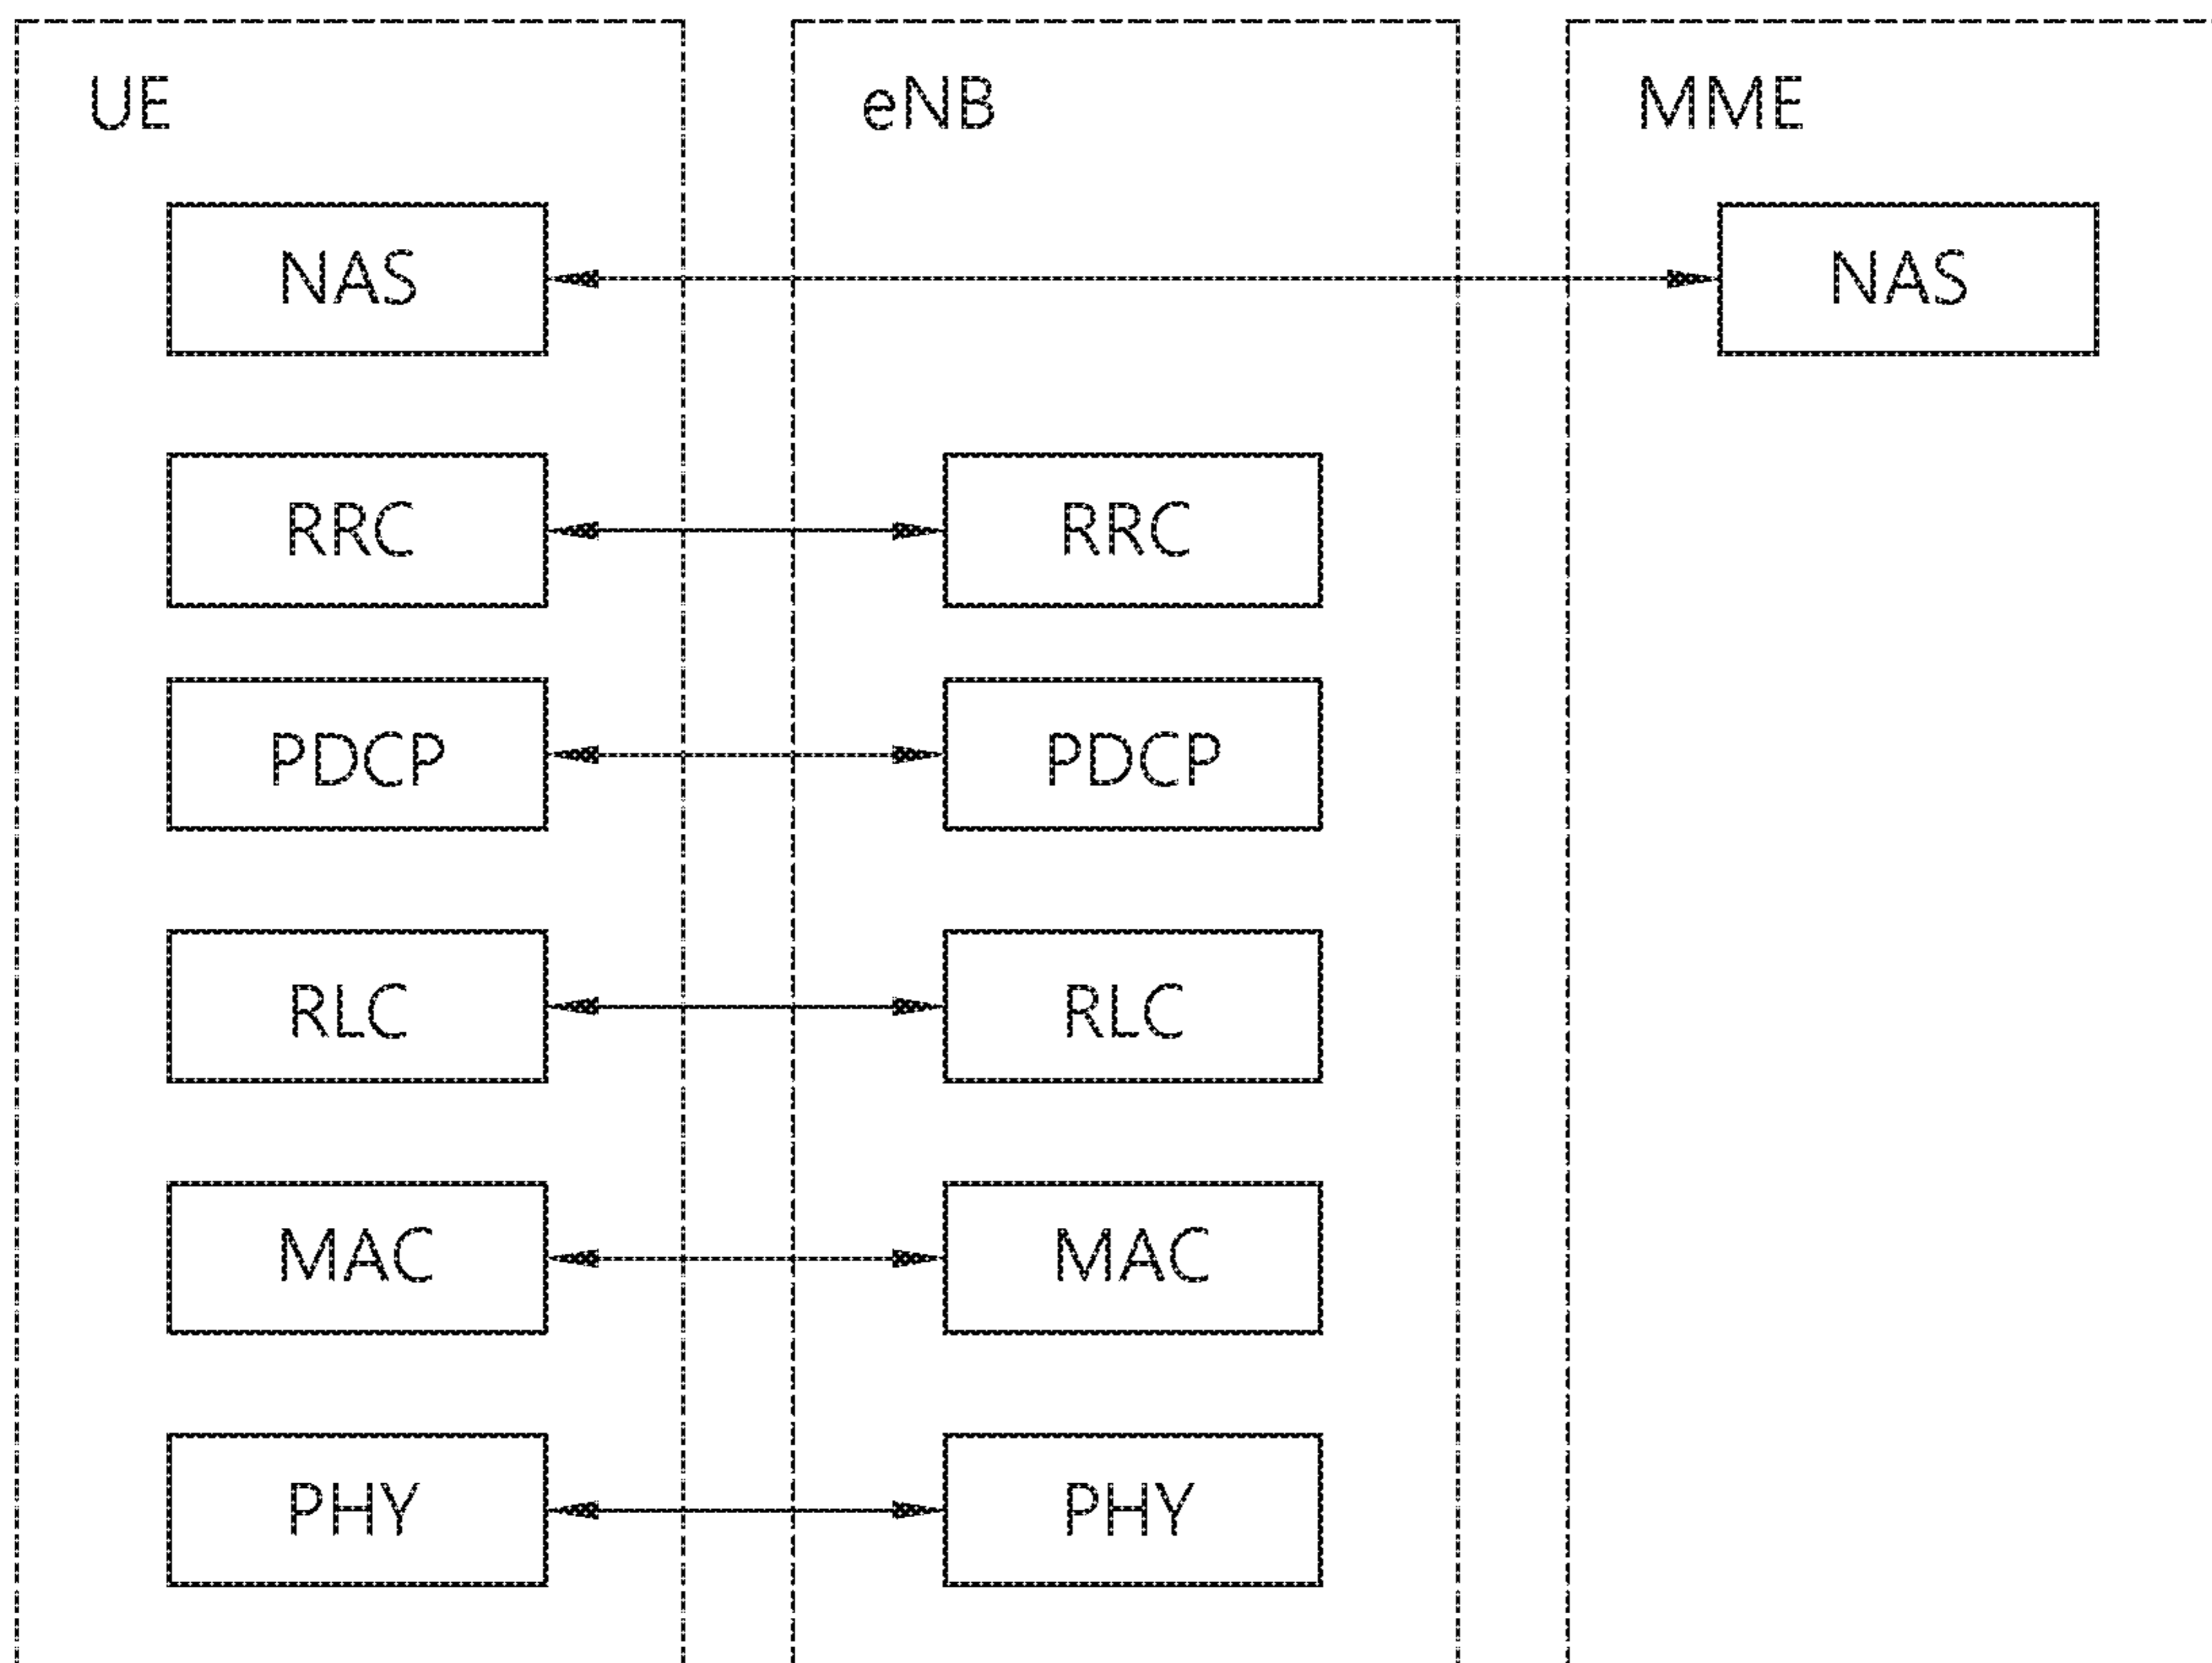 UE eNB MME
NAS NAS
RRC RRC
PDCP PDCP
RLC RLC
MAC MAC
PHY PHY